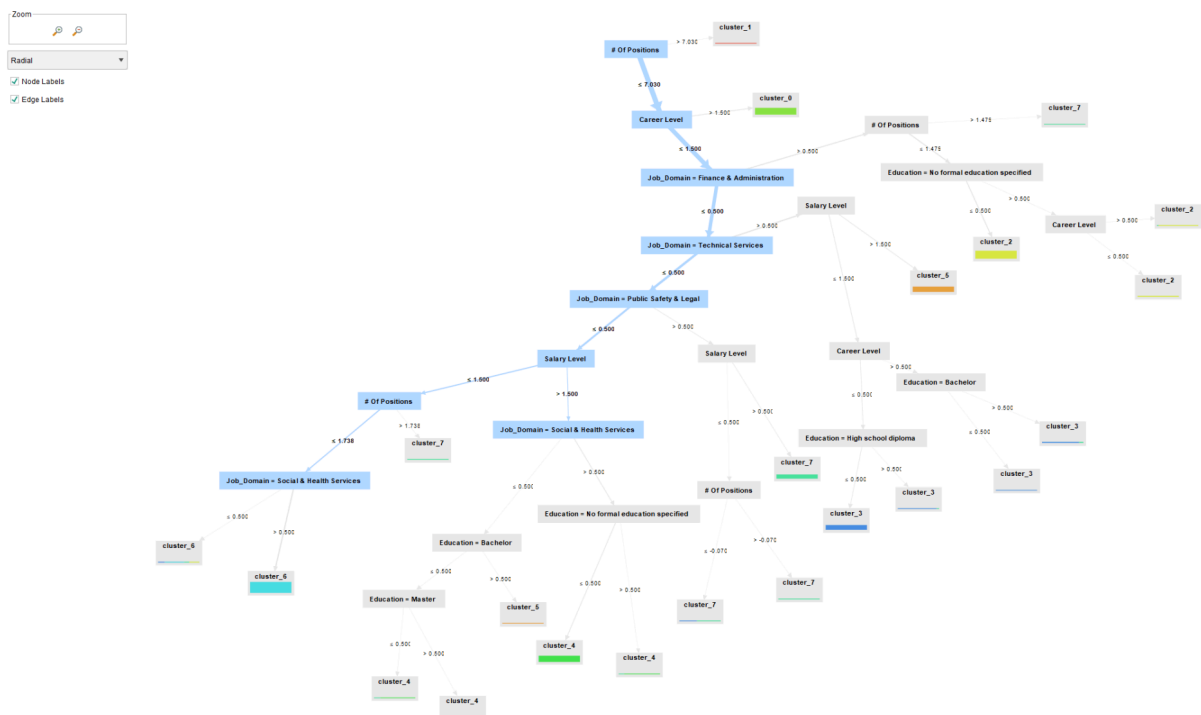 Zoom
Radial
Node Labels
Edge Labels
cluster_1
# Of Positions
> 7.030
≤ 7.030
cluster_0
Career Level
> 1.500
≤ 1.500
# Of Positions
> 1.475
cluster_7
≤ 1.475
> 0.500
Job_Domain = Finance & Administration
Education = No formal education specified
≤ 0.500
> 0.500
Salary Level
≤ 0.500
> 0.500
Career Level
> 0.500
cluster_2
Job_Domain = Technical Services
cluster_2
> 1.500
≤ 0.500
≤ 0.500
cluster_5
cluster_2
≤ 1.500
Job_Domain = Public Safety & Legal
≤ 0.500
> 0.500
Salary Level
Salary Level
Career Level
> 0.500
≤ 1.500
> 1.500
Education = Bachelor
# Of Positions
≤ 0.500
> 0.500
≤ 0.500
> 0.500
≤ 0.500
> 0.500
≤ 1.738
> 1.738
Job_Domain = Social & Health Services
cluster_3
cluster_7
Education = High school diploma
cluster_7
cluster_3
Job_Domain = Social & Health Services
≤ 0.500
> 0.500
≤ 0.500
> 0.500
# Of Positions
cluster_3
Education = No formal education specified
cluster_3
≤ 0.500
> 0.500
Education = Bachelor
≤ -0.070
> -0.070
cluster_6
cluster_6
≤ 0.500
> 0.500
≤ 0.500
> 0.500
cluster_7
Education = Master
cluster_5
cluster_7
≤ 0.500
> 0.500
cluster_4
cluster_4
cluster_4
cluster_4